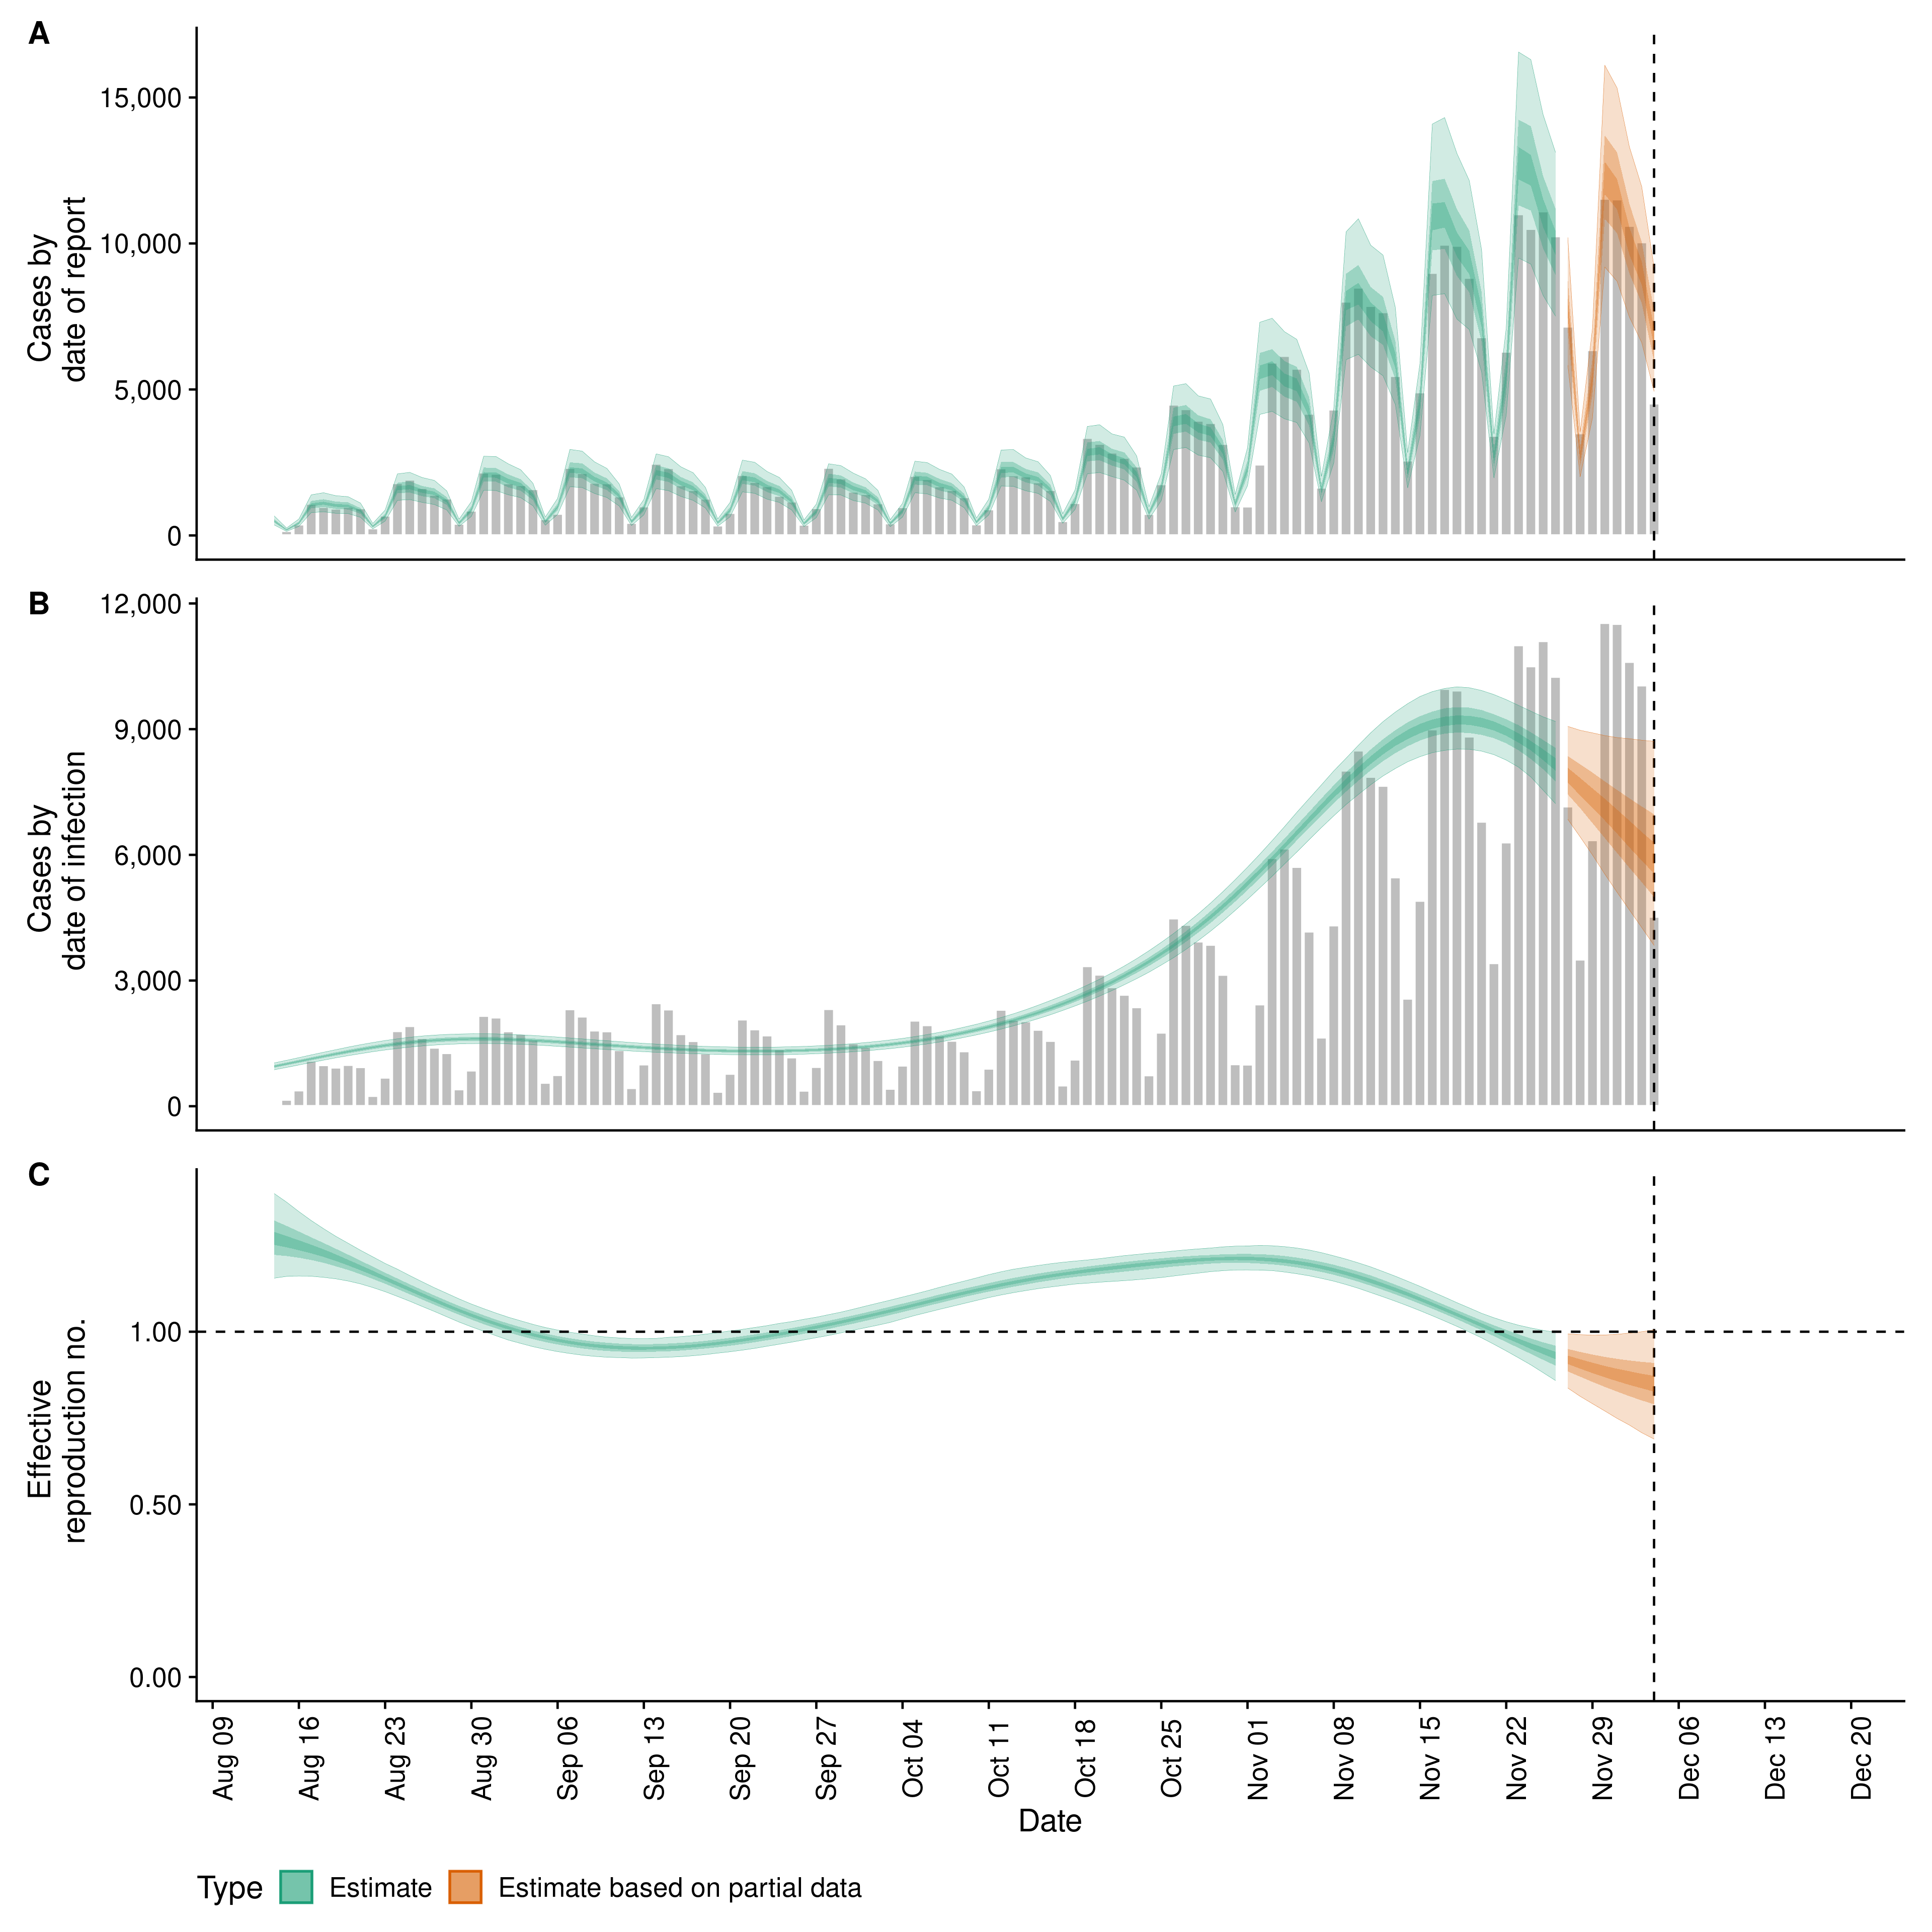 A
15,000
10,000
5,000
0
Cases by
date of report
B
12,000
9,000
6,000
3,000
0
Cases by
date of infection
C
1.00
0.50
0.00
Effective
reproduction no.
Aug 09
Aug 16
Aug 23
Aug 30
Sep 06
Sep 13
Sep 20
Sep 27
Oct 04
Oct 11
Oct 18
Oct 25
Nov 01
Nov 08
Nov 15
Nov 22
Nov 29
Dec 06
Dec 13
Dec 20
Date
Type Estimate Estimate based on partial data